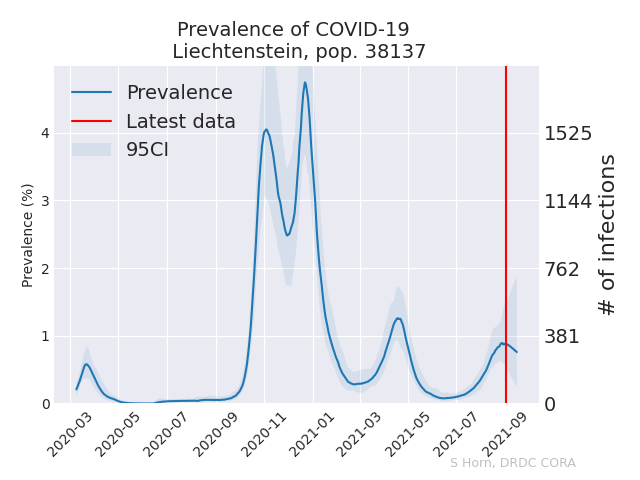 Prevalence of COVID-19
Liechtenstein, pop. 38137
Prevalence
Latest data
95CI
Prevalence (%)
4
3
2
1
0
1525
1144
762
381
0
# of infections
2020-03
2020-05
2020-07
2020-09
2020-11
2021-01
2021-03
2021-05
2021-07
2021-09
S Horn, DRDC CORA